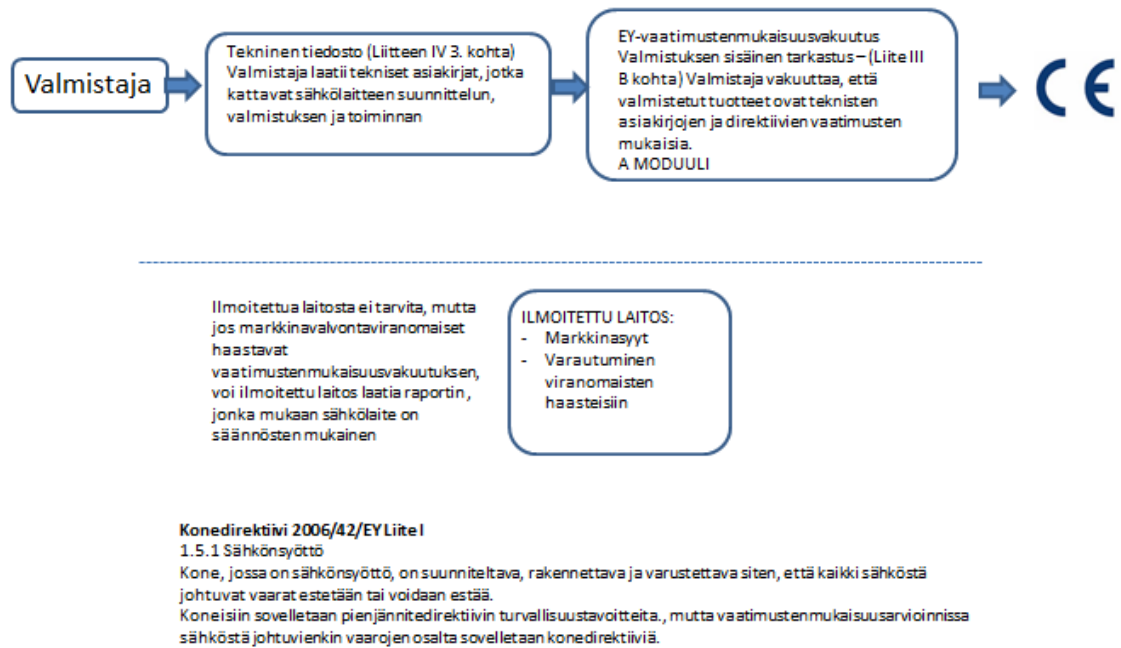 Valmistaja
Tekninen tiedosto (Liitteen IV 3. kohta)
Valmistaja laatii tekniset asiakirjat, jotka
kattavat sähkölaitteen suunnittelun,
valmistuksen ja toiminnan
EY-vaatimustenmukaisuusvakuutus
Valmistuksen sisäinen tarkastus – (Liite III
B kohta) Valmistaja vakuuttaa, että
valmistetut tuotteet ovat teknisten
asiakirjojen ja direktiivien vaatimusten
mukaisia.
A MODUULI
CE
Ilmoitettua laitosta ei tarvita, mutta
jos markkinavalvontaviranomaiset
haastavat
vaatimustenmukaisuusvakuutuksen,
voi ilmoitettu laitos laatia raportin,
jonka mukaan sähkölaite on
säännösten mukainen
ILMOITETTU LAITOS:
- Markkinasyyt
- Varautuminen
viranomaisten
haasteisiin
Konedirektiivi 2006/42/EY Liite I
1.5.1 Sähkönsyöttö
Kone, jossa on sähkönsyöttö, on suunniteltava, rakennettava ja varustettava siten, että kaikki sähköstä
johtuvat vaarat estetään tai voidaan estää.
Koneisiin sovelletaan pienjännitedirektiivin turvallisuustavoitteita., mutta vaatimustenmukaisuusarvioinnissa
sähköstä johtuvienkin vaarojen osalta sovelletaan konedirektiiviä.